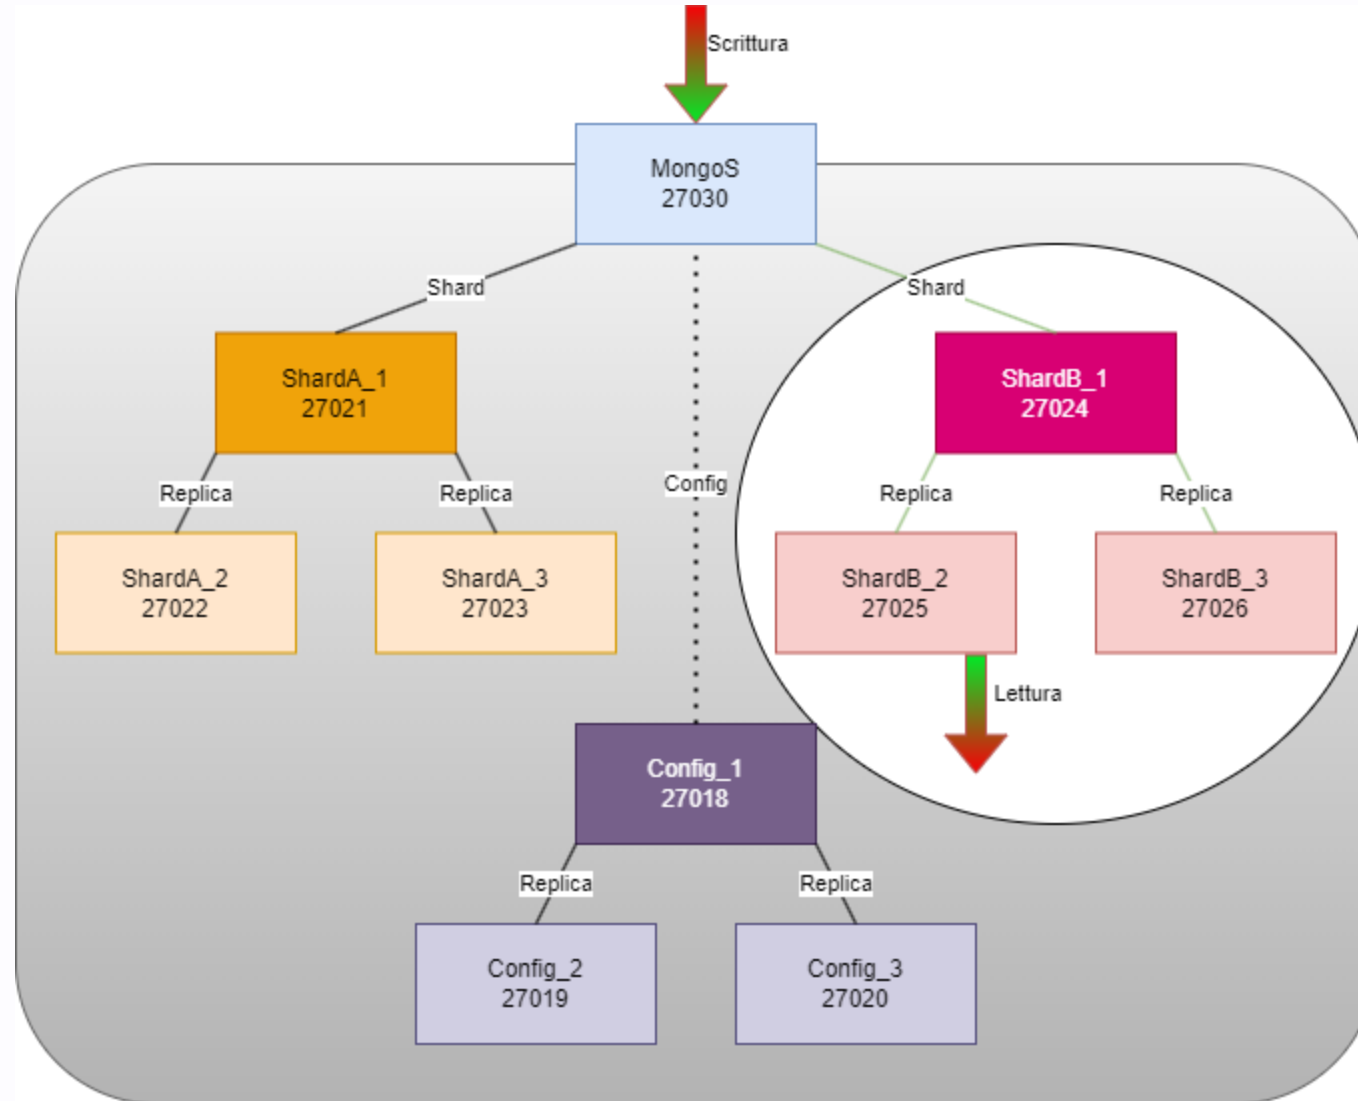 Scrittura
MongoS
27030
Shard
Shard
ShardA_1
27021
ShardB_1
27024
Replica
Replica
Config
Replica
Replica
ShardA_2
27022
ShardA_3
27023
ShardB_2
27025
ShardB_3
27026
Lettura
Config_1
27018
Replica
Replica
Config_2
27019
Config_3
27020